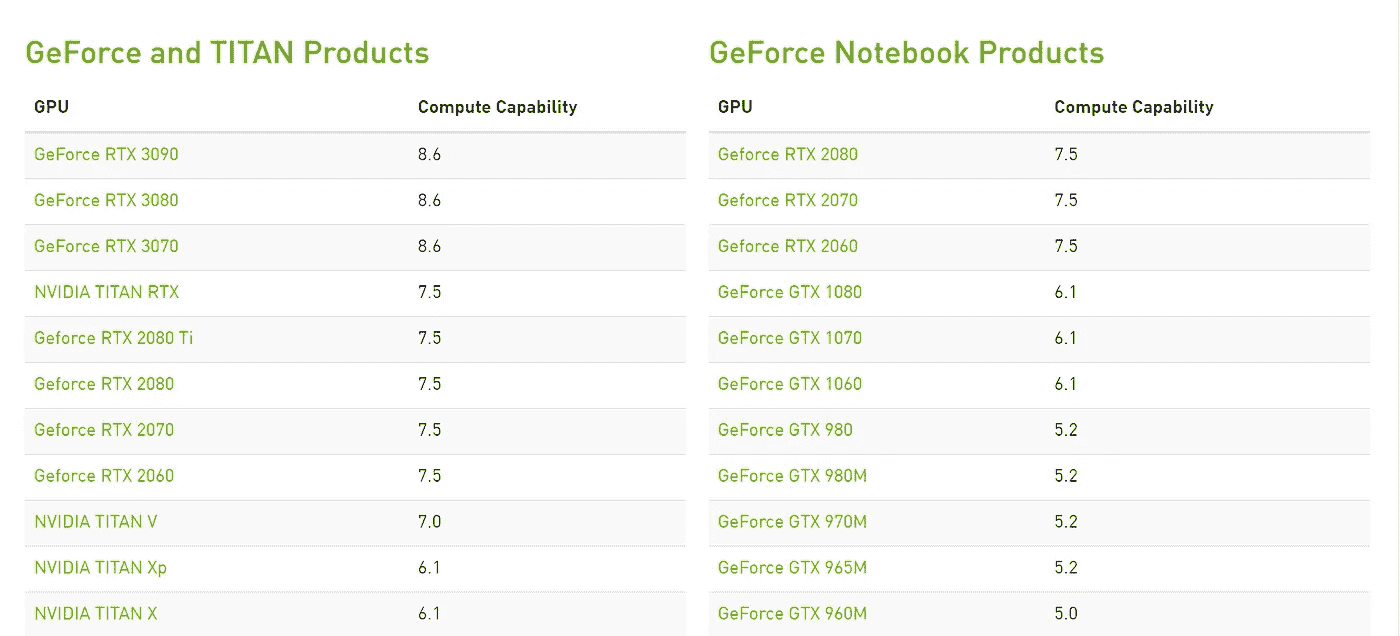 GeForce and TITAN Products
GPU Compute Capability
GeForce RTX 3090 8.6
GeForce RTX 3080 8.6
GeForce RTX 3070 8.6
NVIDIA TITAN RTX 7.5
Geforce RTX 2080 Ti 7.5
Geforce RTX 2080 7.5
Geforce RTX 2070 7.5
Geforce RTX 2060 7.5
NVIDIA TITAN V 7.0
NVIDIA TITAN Xp 6.1
NVIDIA TITAN X 6.1
GeForce Notebook Products
GPU Compute Capability
Geforce RTX 2080 7.5
Geforce RTX 2070 7.5
Geforce RTX 2060 7.5
GeForce GTX 1080 6.1
GeForce GTX 1070 6.1
GeForce GTX 1060 6.1
GeForce GTX 980 5.2
GeForce GTX 980M 5.2
GeForce GTX 970M 5.2
GeForce GTX 965M 5.2
GeForce GTX 960M 5.0